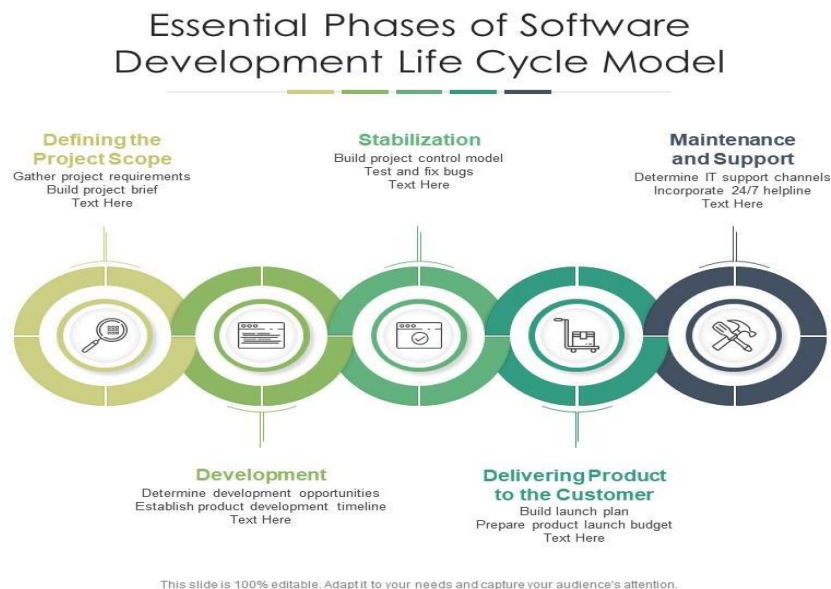 Essential Phases of Software
Development Life Cycle Model
Defining the
Project Scope
Gather project requirements
Build project brief
Text Here
Stabilization
Build project control model
Test and fix bugs
Text Here
Maintenance
and Support
Determine IT support channels
Incorporate 24/7 helpline
Text Here
Development
Determine development opportunities
Establish product development timeline
Text Here
Delivering Product
to the Customer
Build launch plan
Prepare product launch budget
Text Here
This slide is 100% editable. Adapt it to your needs and capture your audience's attention.